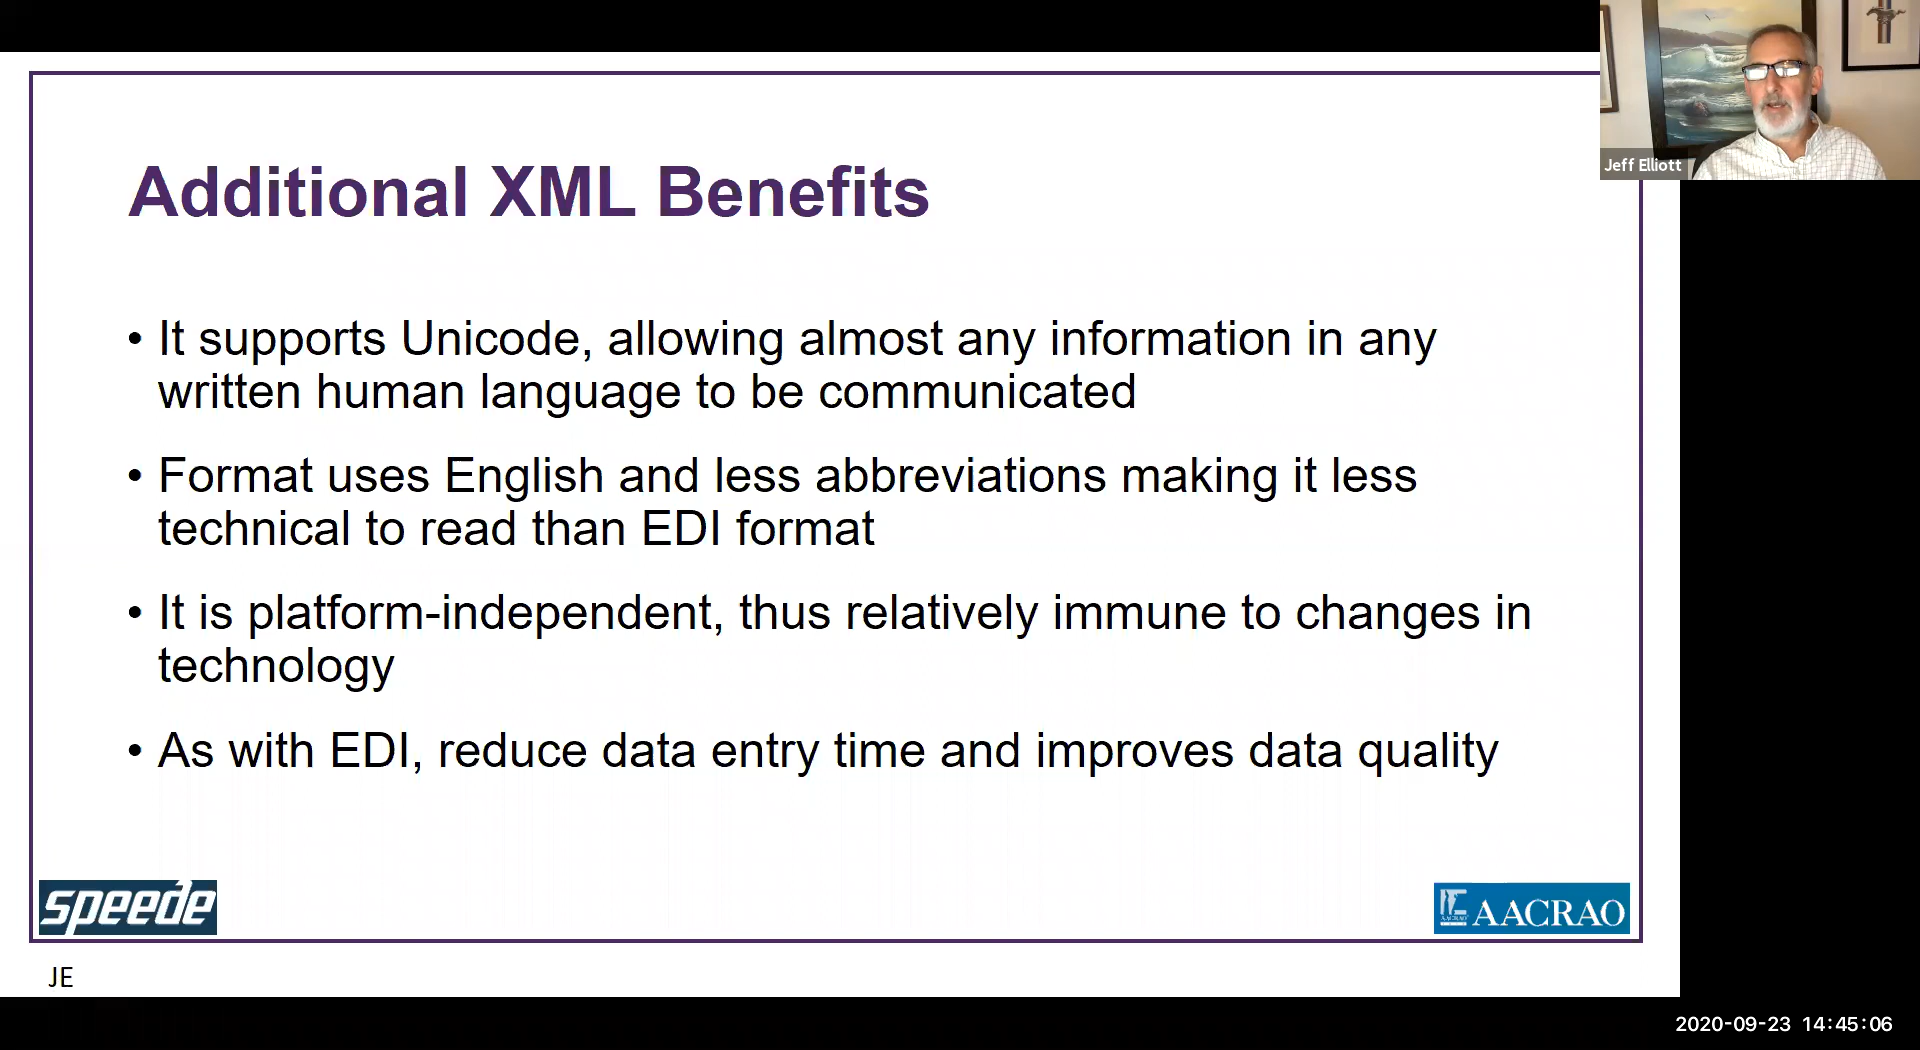 Additional XML Benefits
• It supports Unicode, allowing almost any information in any
written human language to be communicated
• Format uses English and less abbreviations making it less
technical to read than EDI format
• It is platform-independent, thus relatively immune to changes in
technology
• As with EDI, reduce data entry time and improves data quality
speede
AACRAO
JE
Jeff Elliott
2020-09-23 14:45:06